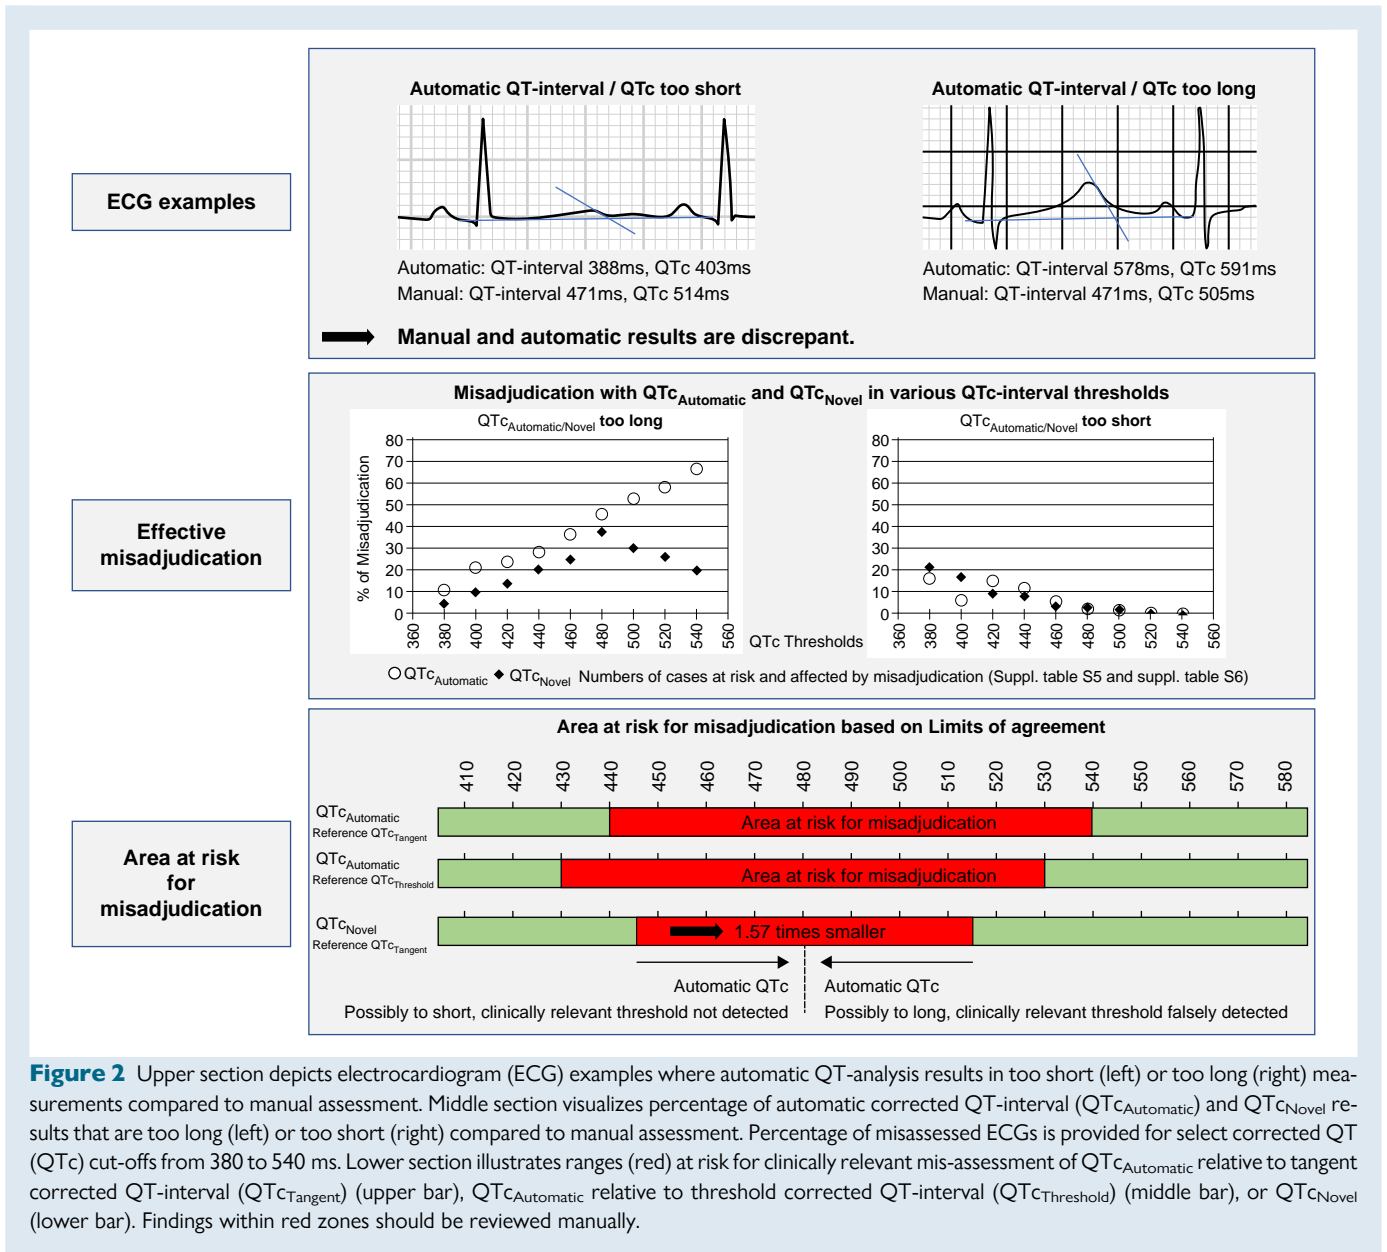 ECG examples
Automatic QT-interval / QTc too short
Automatic: QT-interval 388ms, QTc 403ms
Manual: QT-interval 471ms, QTc 514ms
Automatic QT-interval / QTc too long
Automatic: QT-interval 578ms, QTc 591ms
Manual: QT-interval 471ms, QTc 505ms
Manual and automatic results are discrepant.
Effective
misadjudication
Misadjudication with QTcAutomatic and QTcNovel in various QTc-interval thresholds
QTcAutomatic/Novel too long
% of Misadjudication
80
70
60
50
40
30
20
10
0
360 380 400 420 440 460 480 500 520 540 560
QTc Thresholds
QTcAutomatic/Novel too short
80
70
60
50
40
30
20
10
0
360 380 400 420 440 460 480 500 520 540 560
QTcAutomatic QTcNovel Numbers of cases at risk and affected by misadjudication (Suppl. table S5 and suppl. table S6)
Area at risk
for
misadjudication
Area at risk for misadjudication based on Limits of agreement
410 420 430 440 450 460 470 480 490 500 510 520 530 540 550 560 570 580
QTcAutomatic
Reference QTcTangent
Area at risk for misadjudication
QTcAutomatic
Reference QTcThreshold
Area at risk for misadjudication
QTcNovel
Reference QTcTangent
1.57 times smaller
Automatic QTc
Possibly to short, clinically relevant threshold not detected
Automatic QTc
Possibly to long, clinically relevant threshold falsely detected
Figure 2 Upper section depicts electrocardiogram (ECG) examples where automatic QT-analysis results in too short (left) or too long (right) mea-
surements compared to manual assessment. Middle section visualizes percentage of automatic corrected QT-interval (QTcAutomatic) and QTcNovel re-
sults that are too long (left) or too short (right) compared to manual assessment. Percentage of misassessed ECGs is provided for select corrected QT
(QTc) cut-offs from 380 to 540 ms. Lower section illustrates ranges (red) at risk for clinically relevant mis-assessment of QTcAutomatic relative to tangent
corrected QT-interval (QTcTangent) (upper bar), QTcAutomatic relative to threshold corrected QT-interval (QTcThreshold) (middle bar), or QTcNovel
(lower bar). Findings within red zones should be reviewed manually.